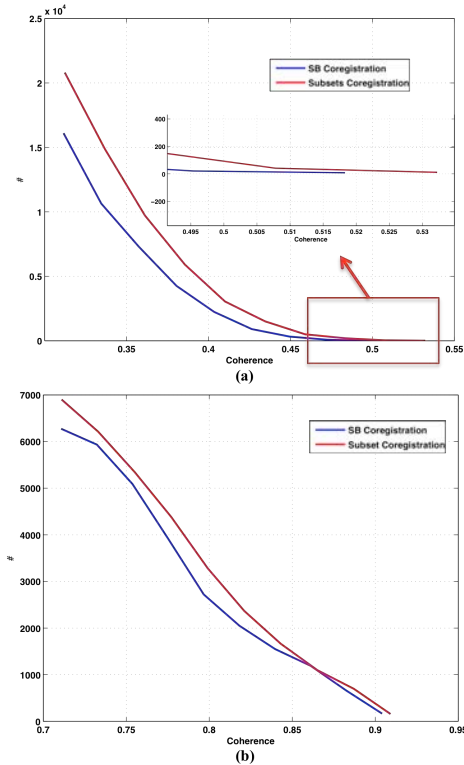 x 10⁴
2.5
2
1.5
1
0.5
0
#
SB Coregistration
Subsets Coregistration
400
200
0
−200
0.495 0.5 0.505 0.51 0.515 0.52 0.525 0.53
Coherence
0.35 0.4 0.45 0.5 0.55
Coherence
(a)
7000
6000
5000
4000
3000
2000
1000
0
#
SB Coregistration
Subset Coregistration
0.7 0.75 0.8 0.85 0.9 0.95
Coherence
(b)